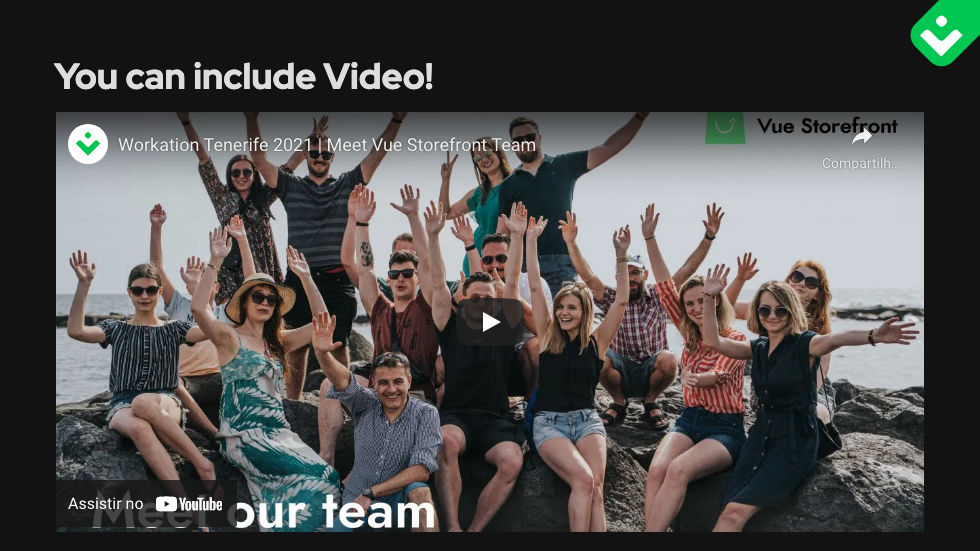 You can include Video!
Vue Storefront
Workation Tenerife 2021 | Meet Vue Storefront Team
Compartilh...
Assistir no YouTube
Meet our team